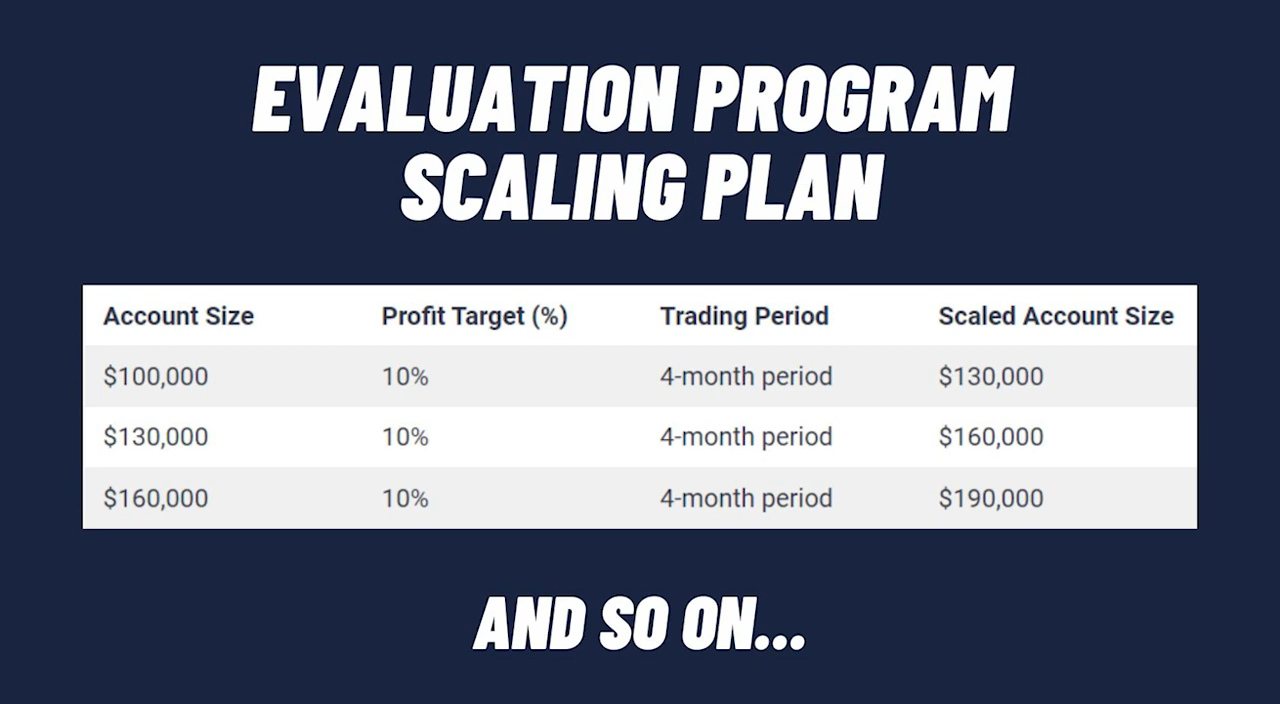 EVALUATION PROGRAM
SCALING PLAN
Account Size Profit Target (%) Trading Period Scaled Account Size
$100,000 10% 4-month period $130,000
$130,000 10% 4-month period $160,000
$160,000 10% 4-month period $190,000
AND SO ON...